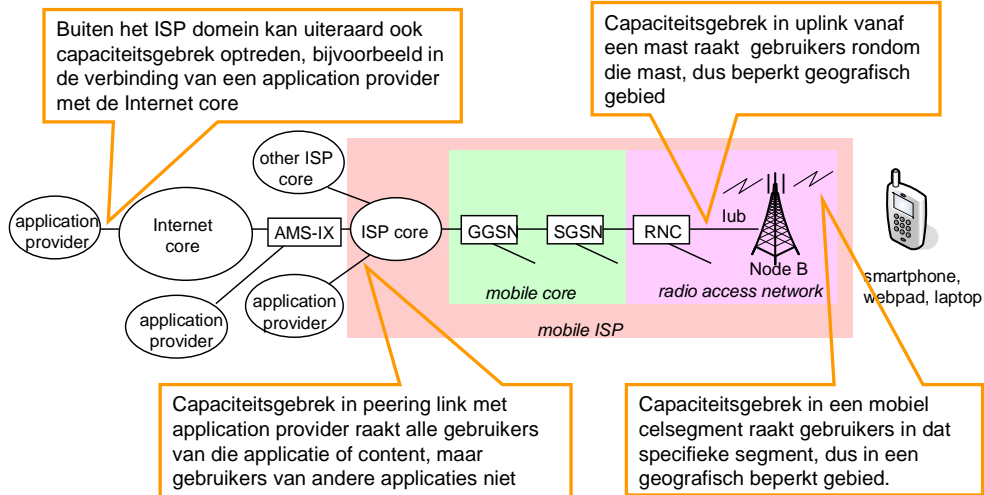 Buiten het ISP domein kan uiteraard ook
capaciteitsgebrek optreden, bijvoorbeeld in
de verbinding van een application provider
met de Internet core
Capaciteitsgebrek in uplink vanaf
een mast raakt gebruikers rondom
die mast, dus beperkt geografisch
gebied
other ISP
core
application
provider
Internet
core
AMS-IX
ISP core
GGSN
SGSN
RNC
Iub
Node B
smartphone,
webpad, laptop
mobile core
radio access network
application
provider
application
provider
mobile ISP
Capaciteitsgebrek in peering link met
application provider raakt alle gebruikers
van die applicatie of content, maar
gebruikers van andere applicaties niet
Capaciteitsgebrek in een mobiel
celsegment raakt gebruikers in dat
specifieke segment, dus in een
geografisch beperkt gebied.